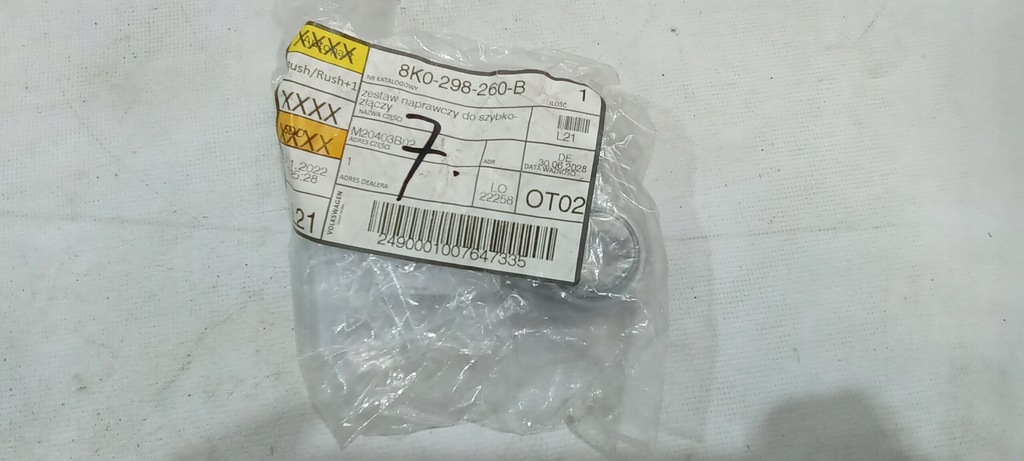 XXXX
Rush/Rush+1
XXXX
XXXX
1.2022
5:28
L21
8K0-298-260-B
NR KATALOGOWY
1
ILOŚĆ
zestaw naprawczy do szybko-
złączy
NAZWA CZĘŚCI
L21
M20403B02
ADRES CZĘŚCI
7.
ADR
DE
30.06.2028
DATA WAŻNOŚCI
1
ADRES DEALERA
LO
22258
OT02
VOLKSWAGEN
2490001007647335